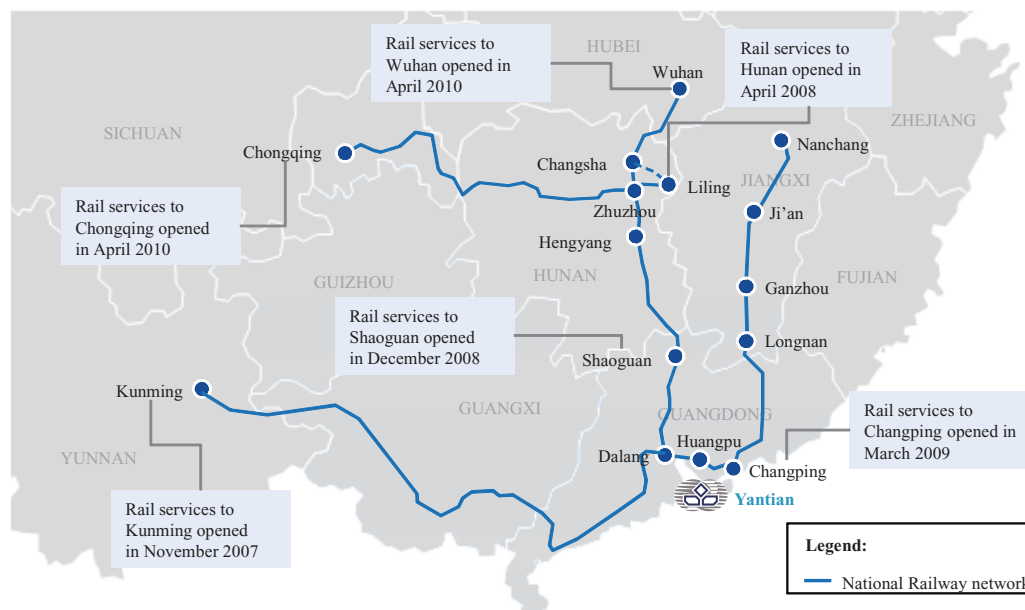 Rail services to
Wuhan opened in
April 2010
HUBEI
Wuhan
Rail services to
Hunan opened in
April 2008
ZHEJIANG
SICHUAN
Chongqing
Changsha
Nanchang
JIANGXI
Liling
Zhuzhou
Ji'an
Rail services to
Chongqing opened
in April 2010
Hengyang
HUNAN
GUIZHOU
FUJIAN
Ganzhou
Rail services to
Shaoguan opened
in December 2008
Longnan
Shaoguan
Kunming
GUANGXI
GUANGDONG
Rail services to
Changping opened in
March 2009
Huangpu
Dalang
Changping
YUNNAN
Yantian
Rail services to
Kunming opened
in November 2007
Legend:
National Railway network